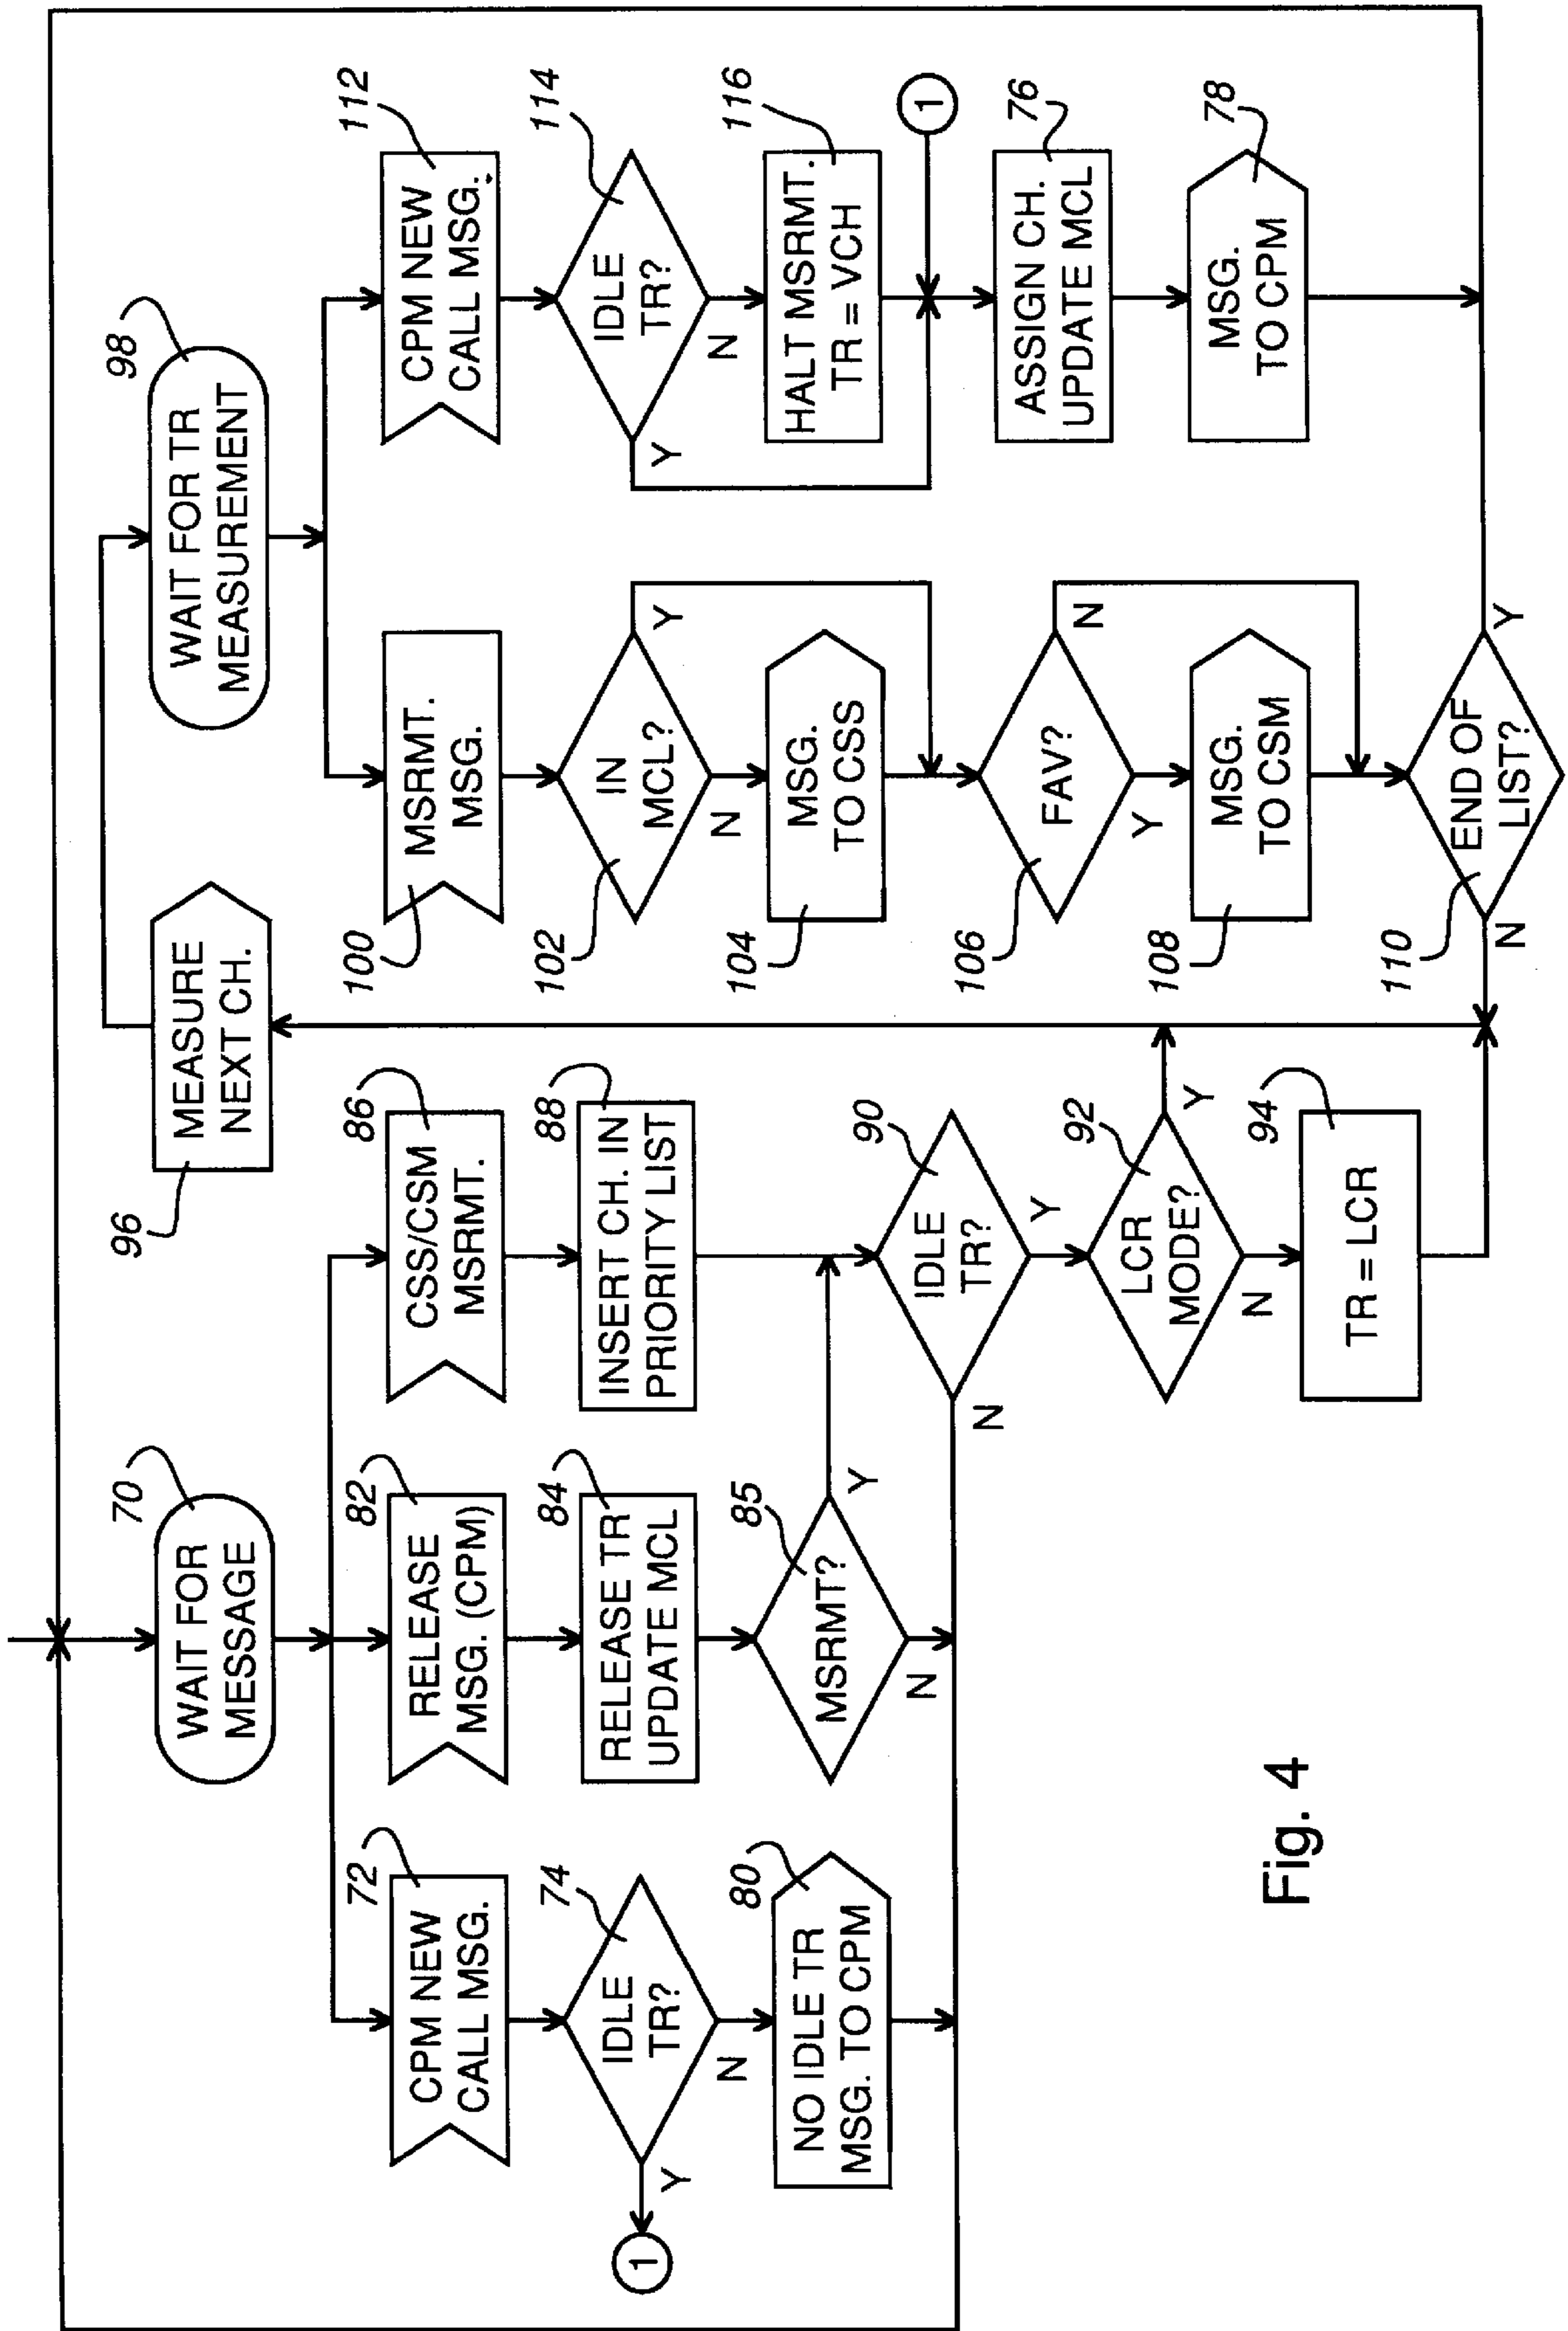 70
WAIT FOR
MESSAGE
72
CPM NEW
CALL MSG.
74
IDLE
TR?
Y
1
N
80
NO IDLE TR
MSG. TO CPM
82
RELEASE
MSG. (CPM)
84
RELEASE TR
UPDATE MCL
85
MSRMT?
Y
N
86
CSS/CSM
MSRMT.
88
INSERT CH. IN
PRIORITY LIST
90
IDLE
TR?
N
Y
92
LCR
MODE?
Y
N
94
TR = LCR
96
MEASURE
NEXT CH.
98
WAIT FOR TR
MEASUREMENT
100
MSRMT.
MSG.
102
IN
MCL?
Y
N
104
MSG.
TO CSS
106
FAV?
N
Y
108
MSG.
TO CSM
110
END OF
LIST?
N
Y
112
CPM NEW
CALL MSG.
114
IDLE
TR?
Y
N
116
HALT MSRMT.
TR = VCH
1
76
ASSIGN CH.
UPDATE MCL
78
MSG.
TO CPM
Fig. 4